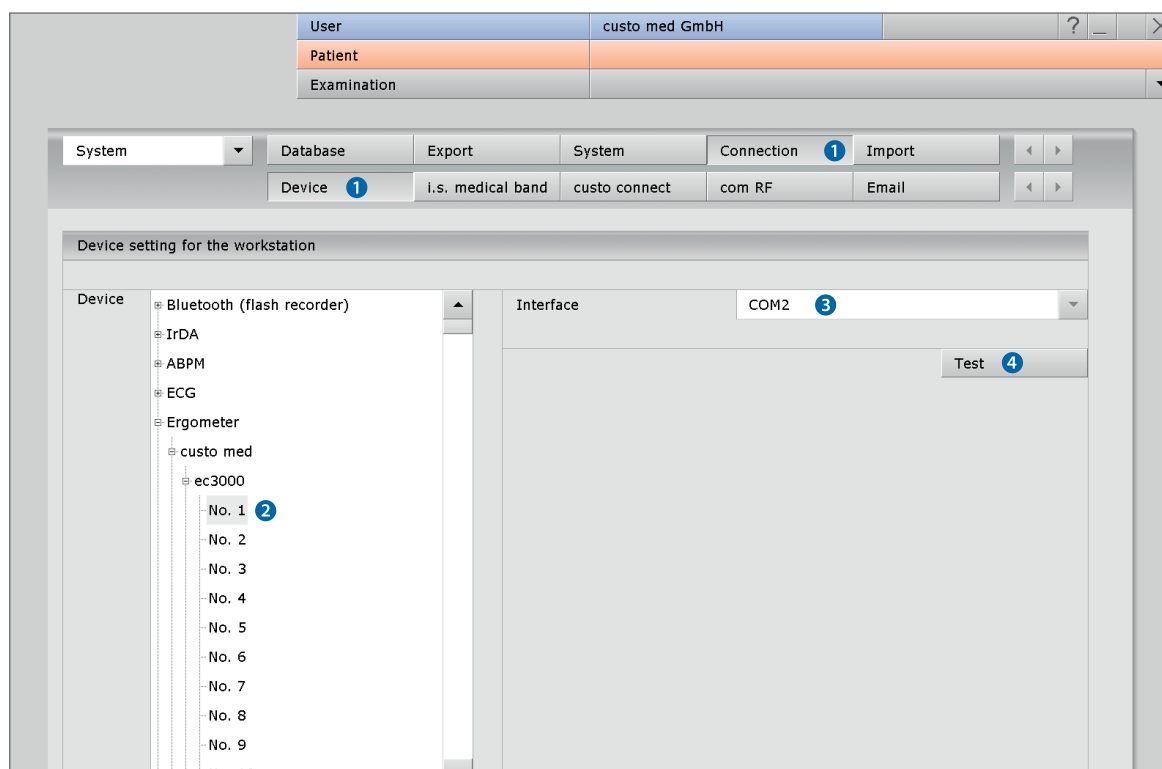 User custo med GmbH ? _
Patient
Examination
System Database Export System Connection 1 Import
Device 1 i.s. medical band custo connect com RF Email
Device setting for the workstation
Device Bluetooth (flash recorder) Interface COM2 3
IrDA
ABPM Test 4
ECG
Ergometer
custo med
ec3000
No. 1 2
No. 2
No. 3
No. 4
No. 5
No. 6
No. 7
No. 8
No. 9